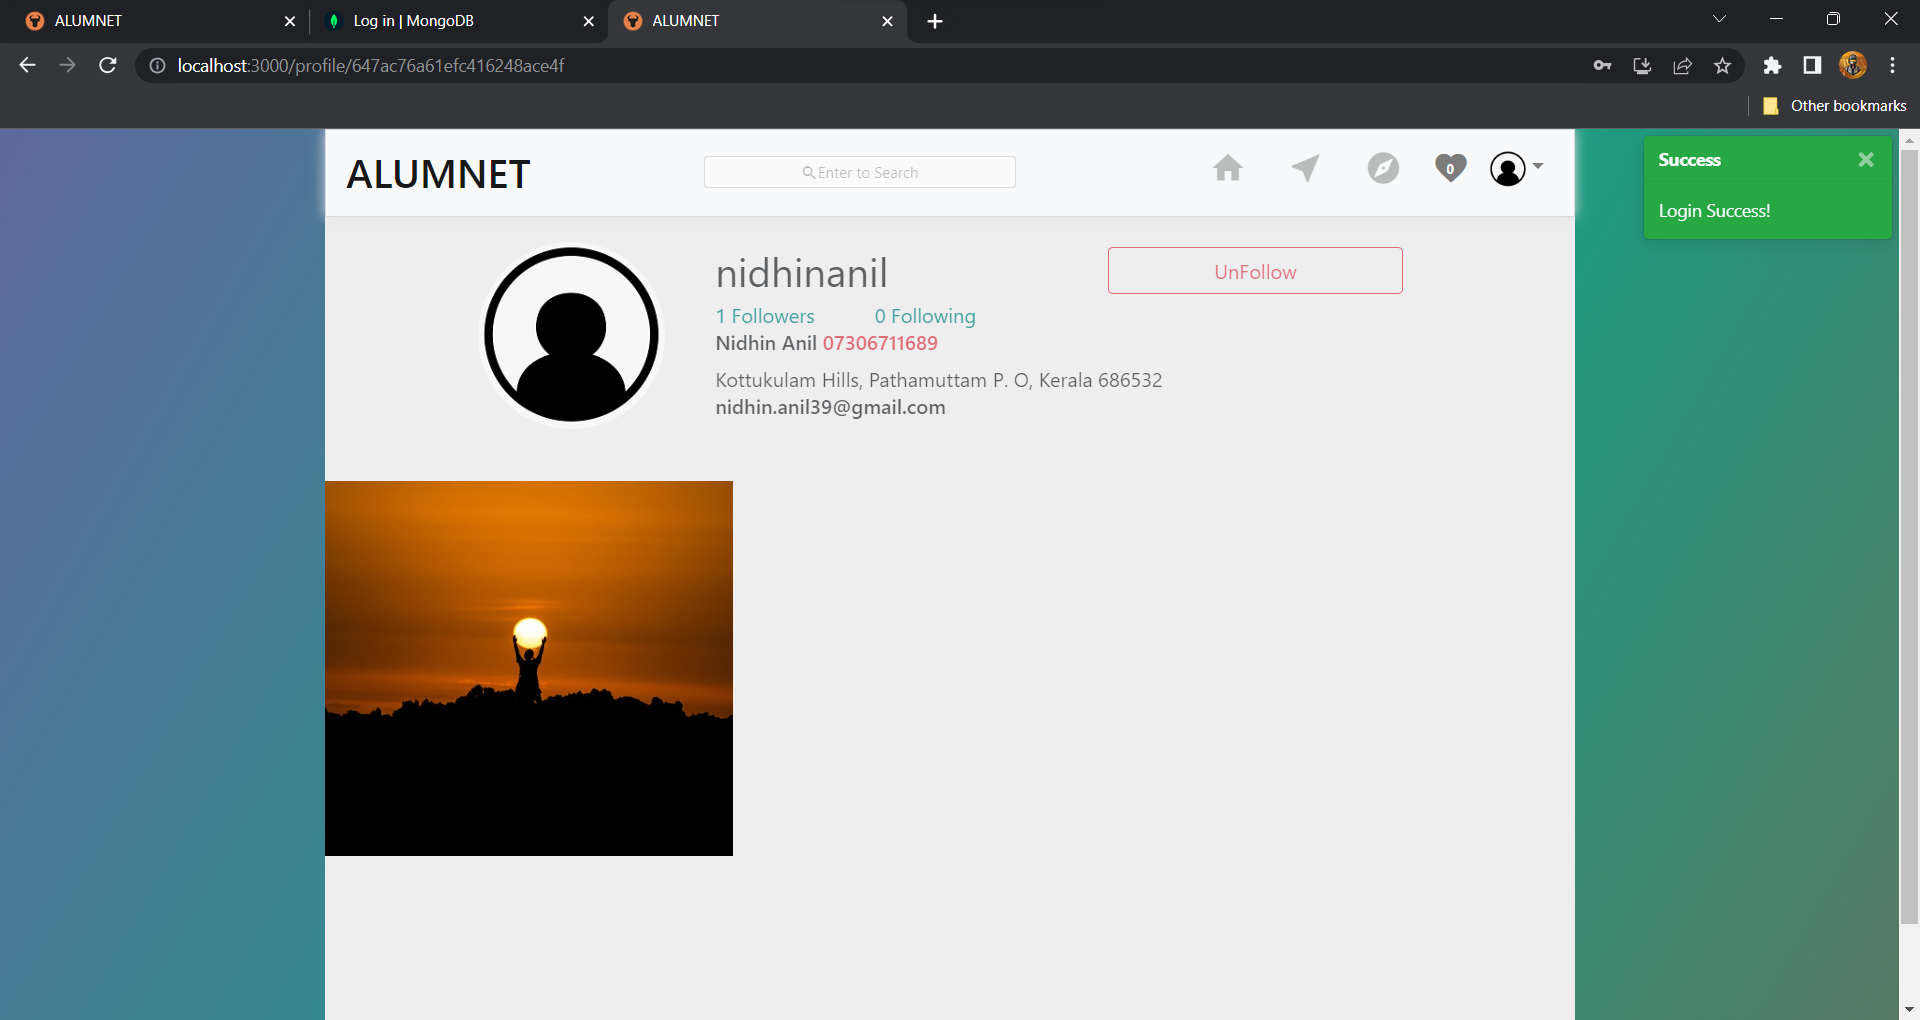 ALUMNET
Log in | MongoDB
ALUMNET
localhost:3000/profile/647ac76a61efc416248ace4f
Other bookmarks
ALUMNET
Enter to Search
0
Success
Login Success!
nidhinanil
UnFollow
1 Followers 0 Following
Nidhin Anil 07306711689
Kottukulam Hills, Pathamuttam P. O, Kerala 686532
nidhin.anil39@gmail.com